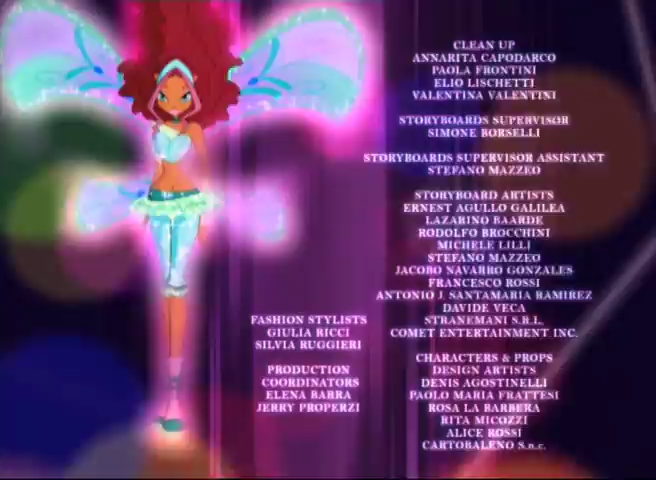 CLEAN UP
ANNARITA CAPODARCO
PAOLA FRONTINI
ELIO LISCHETTI
VALENTINA VALENTINI
STORYBOARDS SUPERVISOR
SIMONE BORSELLI
STORYBOARDS SUPERVISOR ASSISTANT
STEFANO MAZZEO
STORYBOARD ARTISTS
ERNEST AGULLO GALILEA
LAZARINO BAARDE
RODOLFO BROCCHINI
MICHELE LILLI
STEFANO MAZZEO
JACOBO NAVARRO GONZALES
FRANCESCO ROSSI
ANTONIO J. SANTAMARIA RAMIREZ
DAVIDE VECA
STRANEMANI S.R.L.
COMET ENTERTAINMENT INC.
FASHION STYLISTS
GIULIA RICCI
SILVIA RUGGIERI
PRODUCTION
COORDINATORS
ELENA BARRA
JERRY PROPERZI
CHARACTERS & PROPS
DESIGN ARTISTS
DENIS AGOSTINELLI
PAOLO MARIA FRATTESI
ROSA LA BARBERA
RITA MICOZZI
ALICE ROSSI
CARTOBALENO S.n.c.